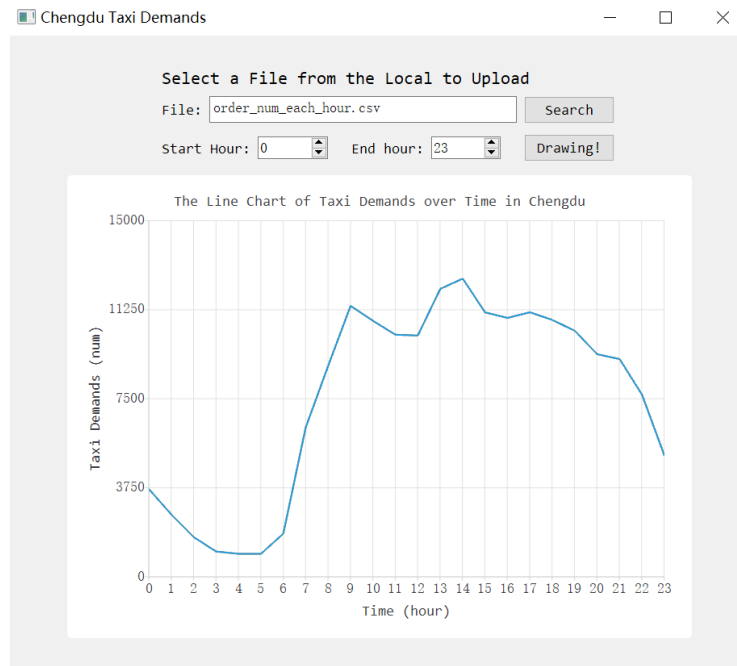 Chengdu Taxi Demands
Select a File from the Local to Upload
File: order_num_each_hour.csv Search
Start Hour: 0 End hour: 23 Drawing!
The Line Chart of Taxi Demands over Time in Chengdu
15000
11250
7500
3750
0
Taxi Demands (num)
0 1 2 3 4 5 6 7 8 9 10 11 12 13 14 15 16 17 18 19 20 21 22 23
Time (hour)